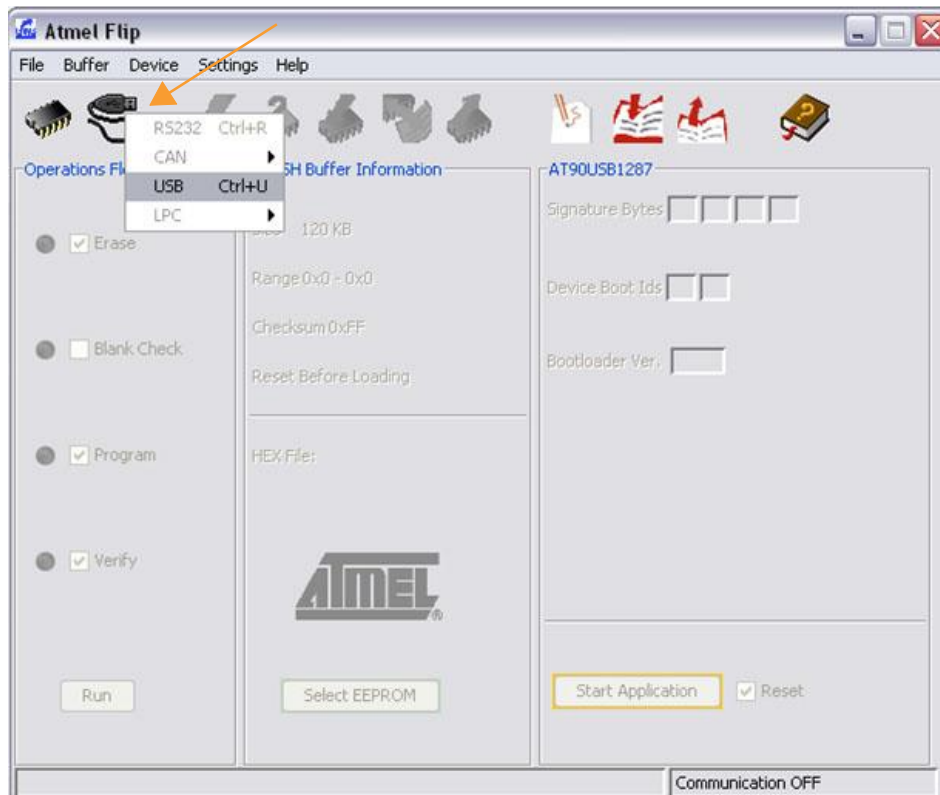 Atmel Flip
File Buffer Device Settings Help
RS232 Ctrl+R
CAN
USB Ctrl+U
LPC
Operations Fl
SH Buffer Information
AT90USB1287
Erase
Blank Check
Program
Verify
Run
120 KB
Range 0x0 - 0x0
Checksum 0xFF
Reset Before Loading
HEX File:
ATMEL
®
Select EEPROM
Signature Bytes
Device Boot Ids
Bootloader Ver.
Start Application
Reset
Communication OFF